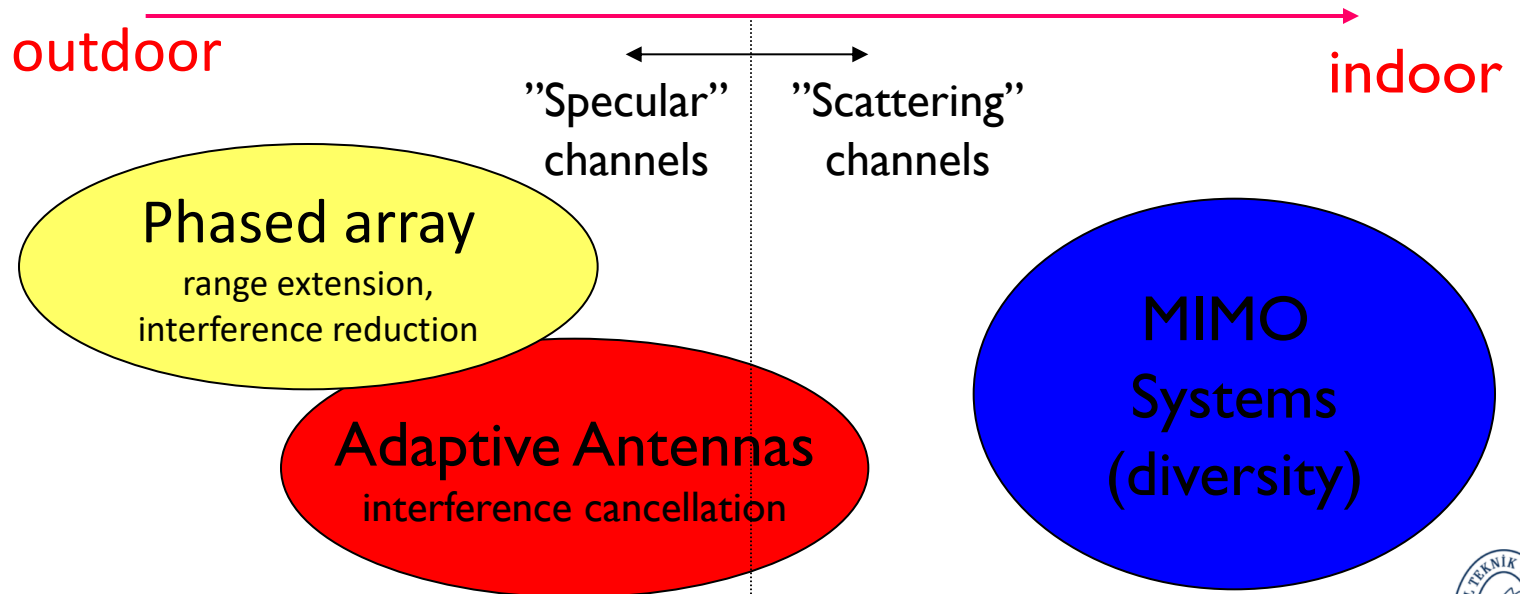 outdoor
indoor
”Specular”
channels
”Scattering”
channels
Phased array
range extension,
interference reduction
Adaptive Antennas
interference cancellation
MIMO
Systems
(diversity)
TEKNİK